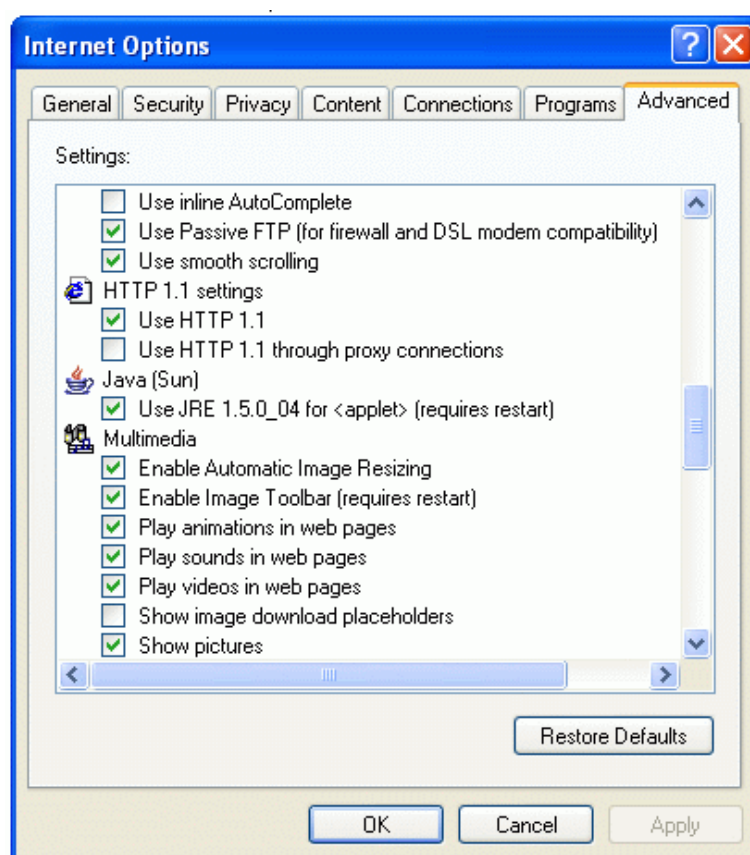 Internet Options
General Security Privacy Content Connections Programs Advanced
Settings:
Use inline AutoComplete
Use Passive FTP (for firewall and DSL modem compatibility)
Use smooth scrolling
HTTP 1.1 settings
Use HTTP 1.1
Use HTTP 1.1 through proxy connections
Java (Sun)
Use JRE 1.5.0_04 for <applet> (requires restart)
Multimedia
Enable Automatic Image Resizing
Enable Image Toolbar (requires restart)
Play animations in web pages
Play sounds in web pages
Play videos in web pages
Show image download placeholders
Show pictures
Restore Defaults
OK Cancel Apply